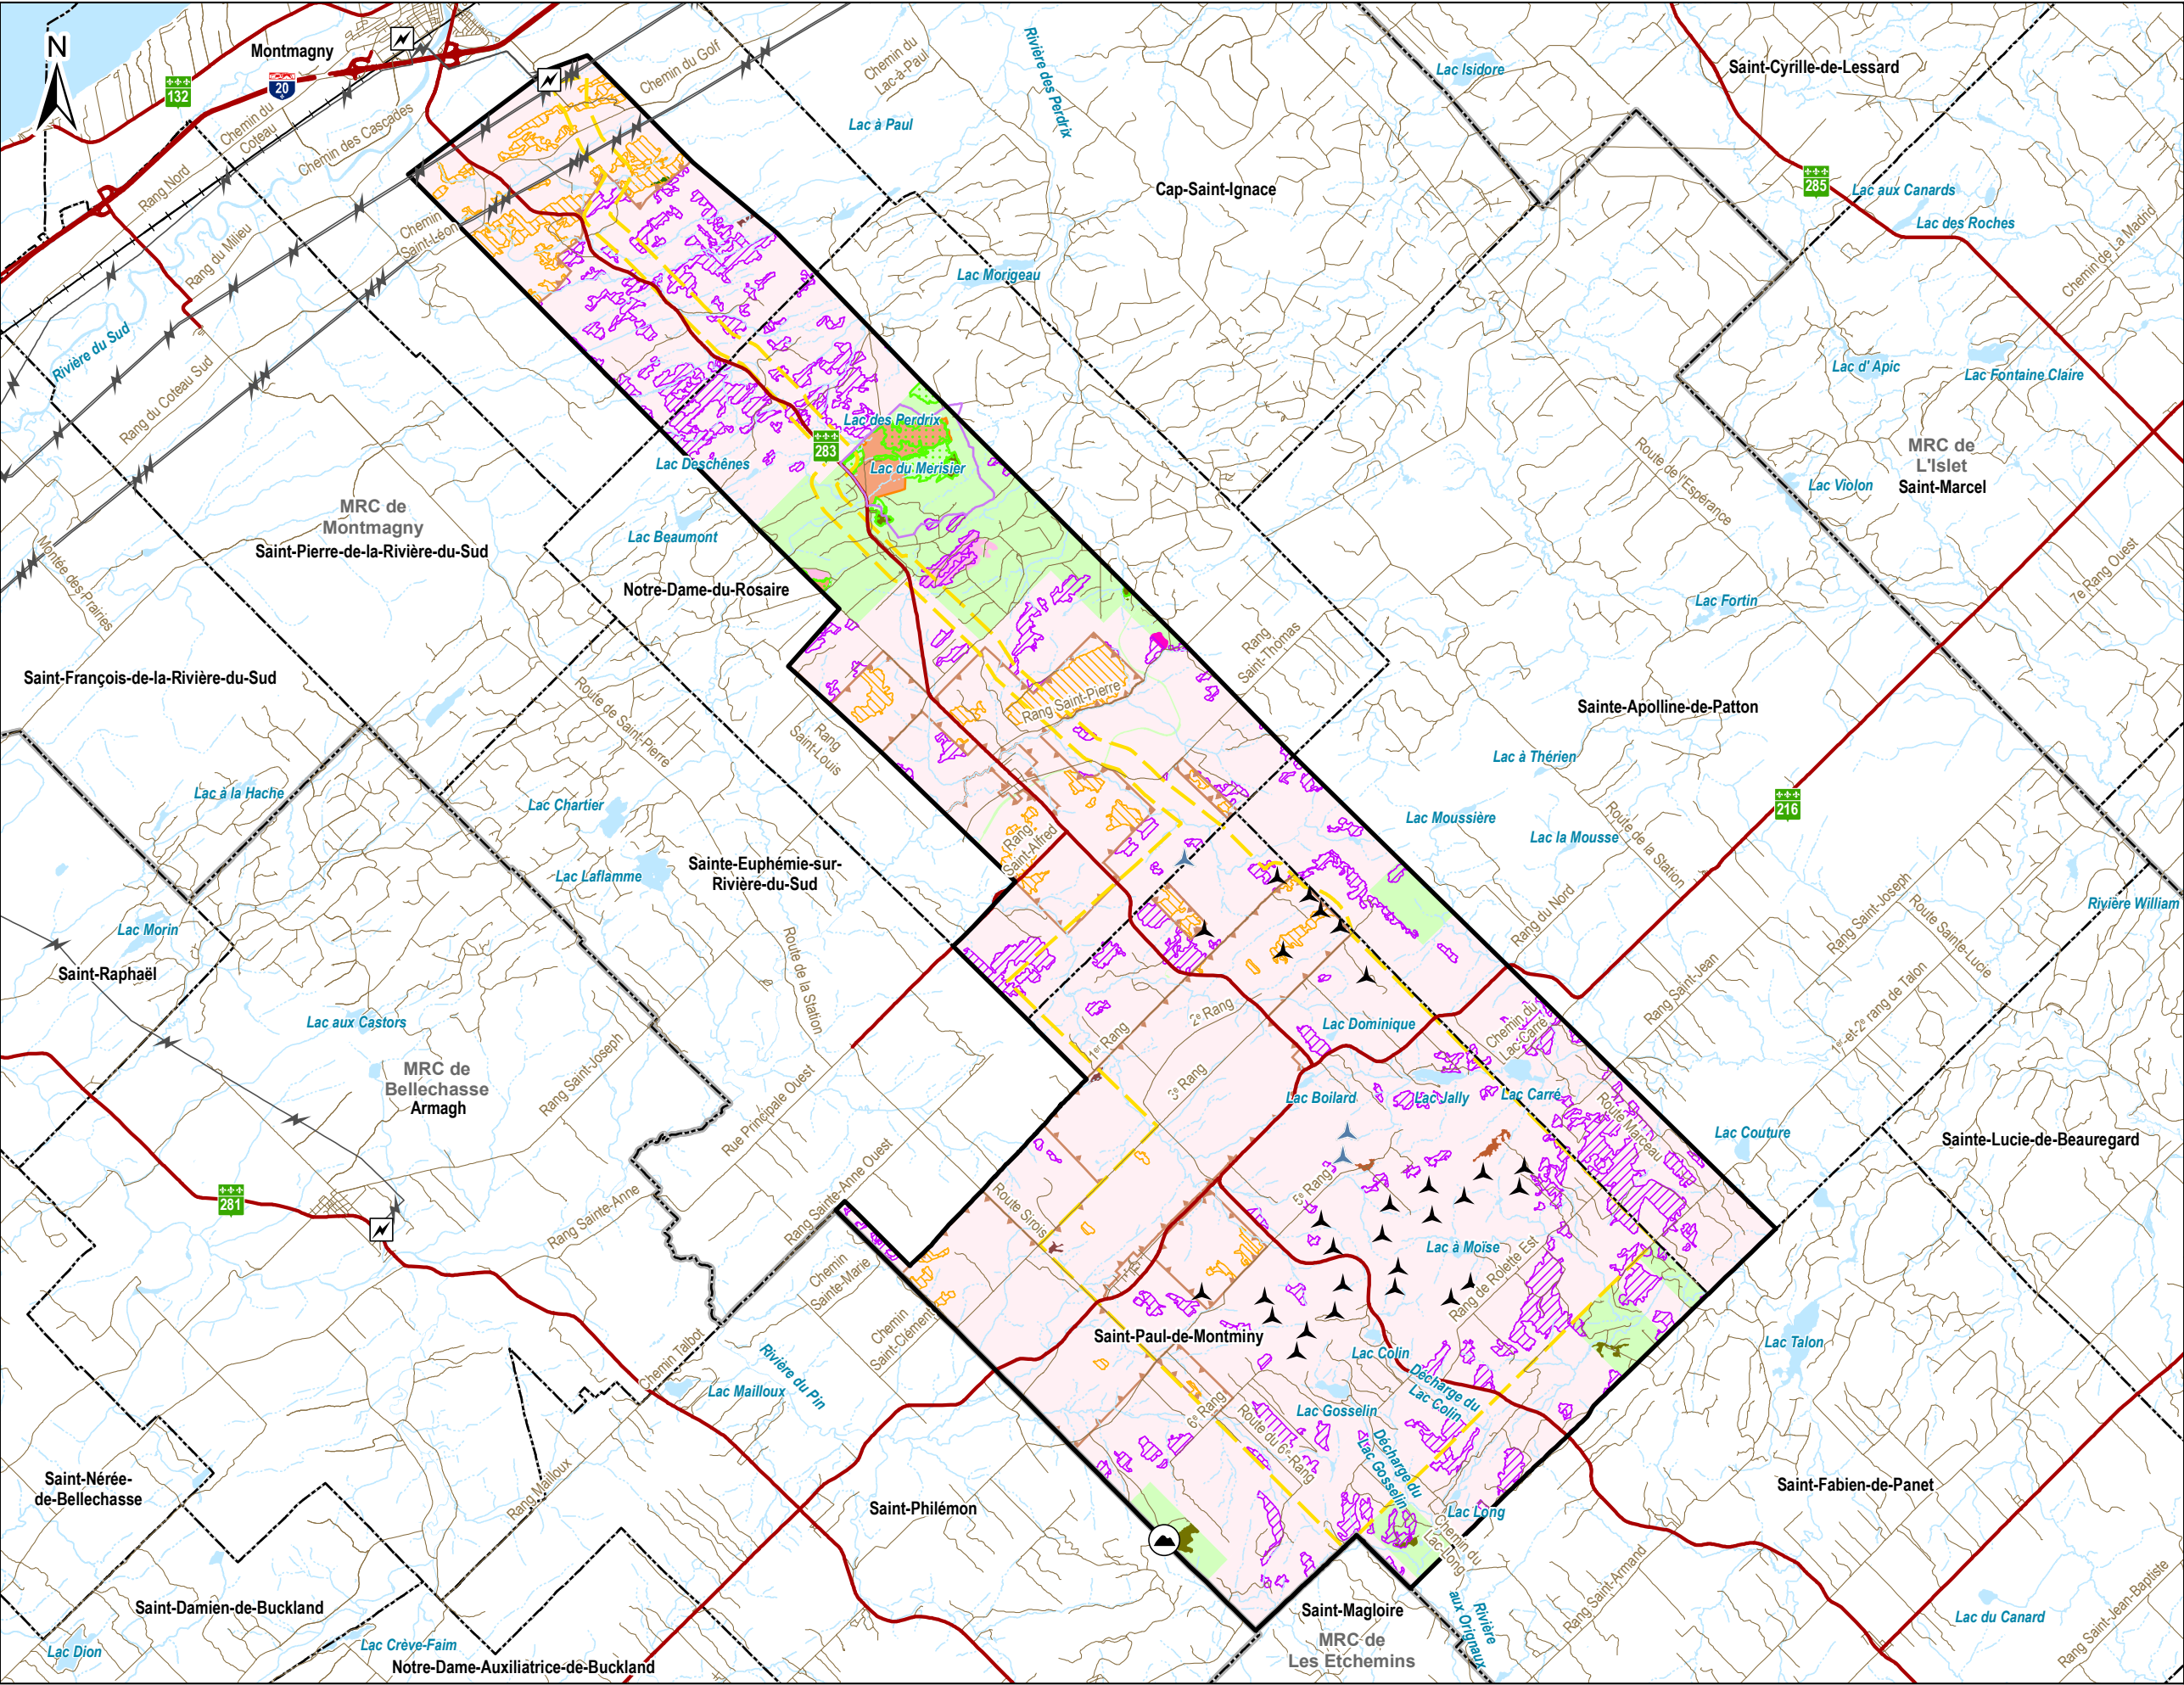 N
Montmagny
132
20
Chemin du
Coteau
Chemin des Cascades
Rang Nord
Rang du Milieu
Chemin
Saint-Léon
Chemin du Golf
Chemin du
Lac-à-Paul
Rivière des Perdrix
Lac à Paul
Lac Isidore
Saint-Cyrille-de-Lessard
285
Lac aux Canards
Lac des Roches
Chemin de La Madrid
Cap-Saint-Ignace
Lac Morigeau
Rivière du Sud
Rang du Coteau Sud
Lac d' Apic
Lac Fontaine Claire
MRC de
L'Islet
Saint-Marcel
Lac Violon
Route de l'Espérance
Lac des Perdrix
283
Lac du Merisier
Lac Deschênes
Lac Beaumont
MRC de
Montmagny
Saint-Pierre-de-la-Rivière-du-Sud
Montée des Prairies
Notre-Dame-du-Rosaire
Lac Fortin
7e Rang Ouest
Rang
Saint-Thomas
Saint-François-de-la-Rivière-du-Sud
Route de Saint-Pierre
Rang
Saint-Louis
Rang Saint-Pierre
Sainte-Apolline-de-Patton
Lac à Thérien
Lac à la Hache
Lac Chartier
216
Lac Moussière
Lac la Mousse
Route de la Station
Rang
Saint-Alfred
Sainte-Euphémie-sur-
Rivière-du-Sud
Lac Laflamme
Rang Saint-Joseph
Route Sainte-Lucie
Rivière William
Lac Morin
Saint-Raphaël
Route de la Station
Rang du Nord
Rang Saint-Jean
1er-et-2e rang de Talon
Lac aux Castors
1er Rang
2e Rang
Lac Dominique
Chemin du
Lac-Carré
MRC de
Bellechasse
Armagh
Rang Saint-Joseph
Rue Principale Ouest
3e Rang
Lac Boilard
Lac Jally
Lac Carré
Route Marceau
Lac Couture
Sainte-Lucie-de-Beauregard
281
Rang Sainte-Anne
Rang Sainte-Anne Ouest
Route Sirois
5e Rang
Lac à Moïse
Rang de Rolette Est
Chemin
Sainte-Marie
Chemin
Saint-Clément
Saint-Paul-de-Montminy
Lac Colin
Lac Talon
Chemin Talbot
Lac Mailloux
Rivière du Pin
Décharge du
Lac Colin
Lac Gosselin
6e Rang
Route du 6e-Rang
Décharge du
Lac Gosselin
Saint-Nérée-
de-Bellechasse
Rang Mailloux
Saint-Philémon
Lac Long
Chemin du
Lac-Long
Saint-Fabien-de-Panet
Rang Saint-Armand
Saint-Damien-de-Buckland
Saint-Magloire
MRC de
Les Etchemins
Rivière
aux Orignaux
Lac du Canard
Rang Saint-Jean-Baptiste
Lac Dion
Lac Crève-Faim
Notre-Dame-Auxiliatrice-de-Buckland